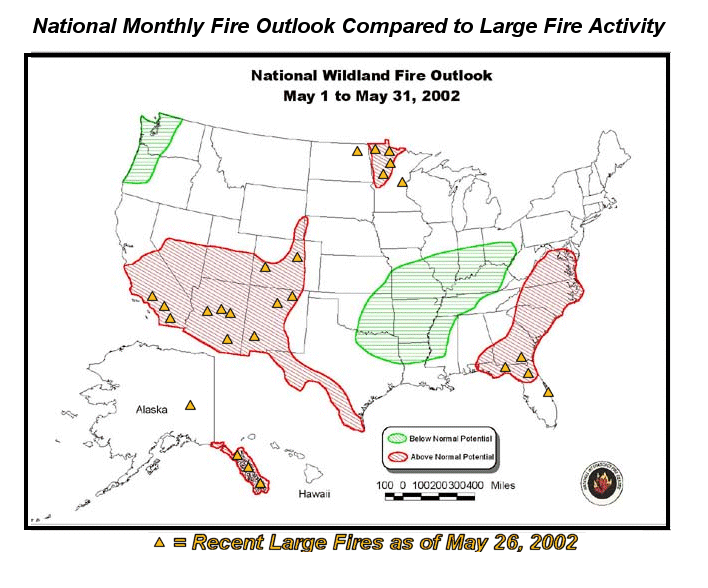 National Monthly Fire Outlook Compared to Large Fire Activity
National Wildland Fire Outlook
May 1 to May 31, 2002
Alaska
Hawaii
Below Normal Potential
Above Normal Potential
100 0 100200300400 Miles
= Recent Large Fires as of May 26, 2002